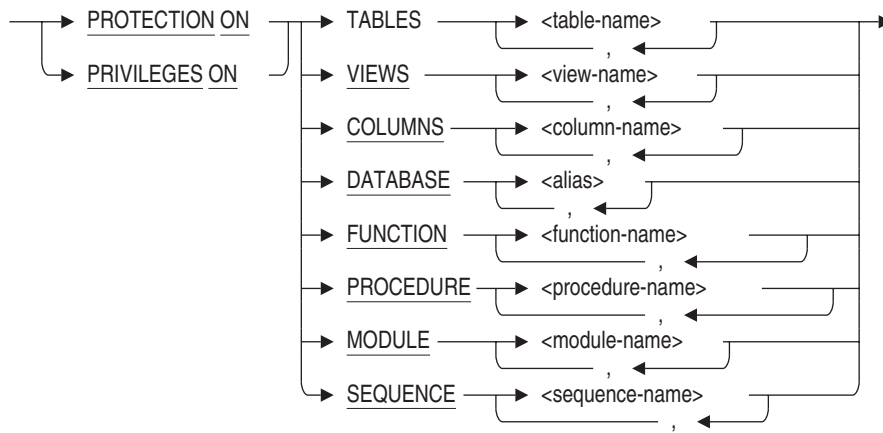 PROTECTION ON TABLES <table-name>
,
PRIVILEGES ON VIEWS <view-name>
,
COLUMNS <column-name>
,
DATABASE <alias>
,
FUNCTION <function-name>
,
PROCEDURE <procedure-name>
,
MODULE <module-name>
,
SEQUENCE <sequence-name>
,